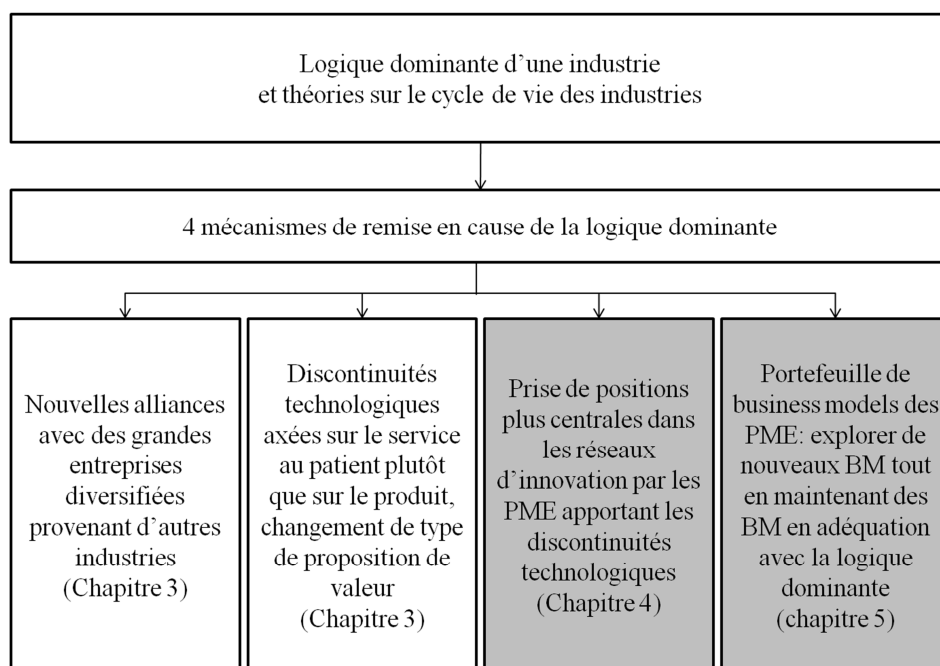 Logique dominante d’une industrie
et théories sur le cycle de vie des industries
4 mécanismes de remise en cause de la logique dominante
Nouvelles alliances
avec des grandes
entreprises
diversifiées
provenant d’autres
industries
(Chapitre 3)
Discontinuités
technologiques
axées sur le service
au patient plutôt
que sur le produit,
changement de type
de proposition de
valeur
(Chapitre 3)
Prise de positions
plus centrales dans
les réseaux
d’innovation par les
PME apportant les
discontinuités
technologiques
(Chapitre 4)
Portefeuille de
business models des
PME: explorer de
nouveaux BM tout
en maintenant des
BM en adéquation
avec la logique
dominante
(chapitre 5)